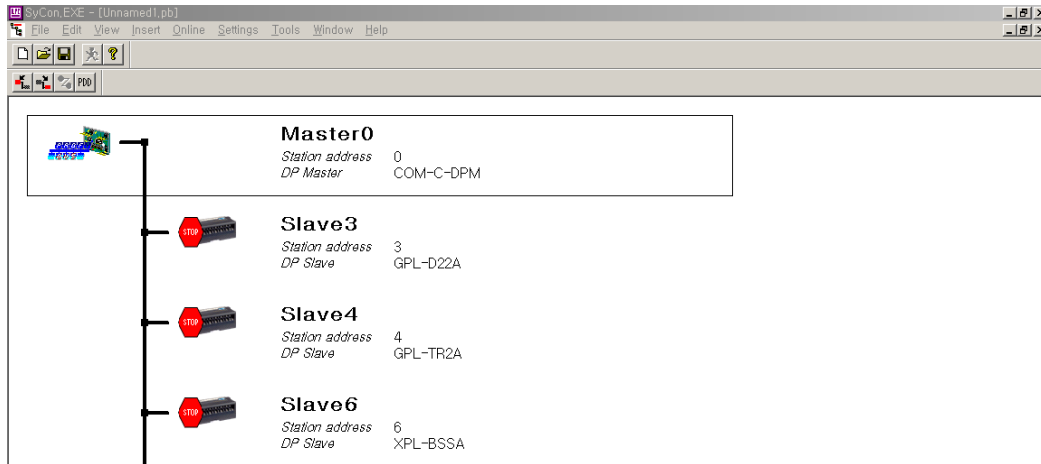 SyCon.EXE - [Unnamed1.pb]
File Edit View Insert Online Settings Tools Window Help
PDD
Master0
Station address 0
DP Master COM-C-DPM
STOP
Slave3
Station address 3
DP Slave GPL-D22A
STOP
Slave4
Station address 4
DP Slave GPL-TR2A
STOP
Slave6
Station address 6
DP Slave XPL-BSSA